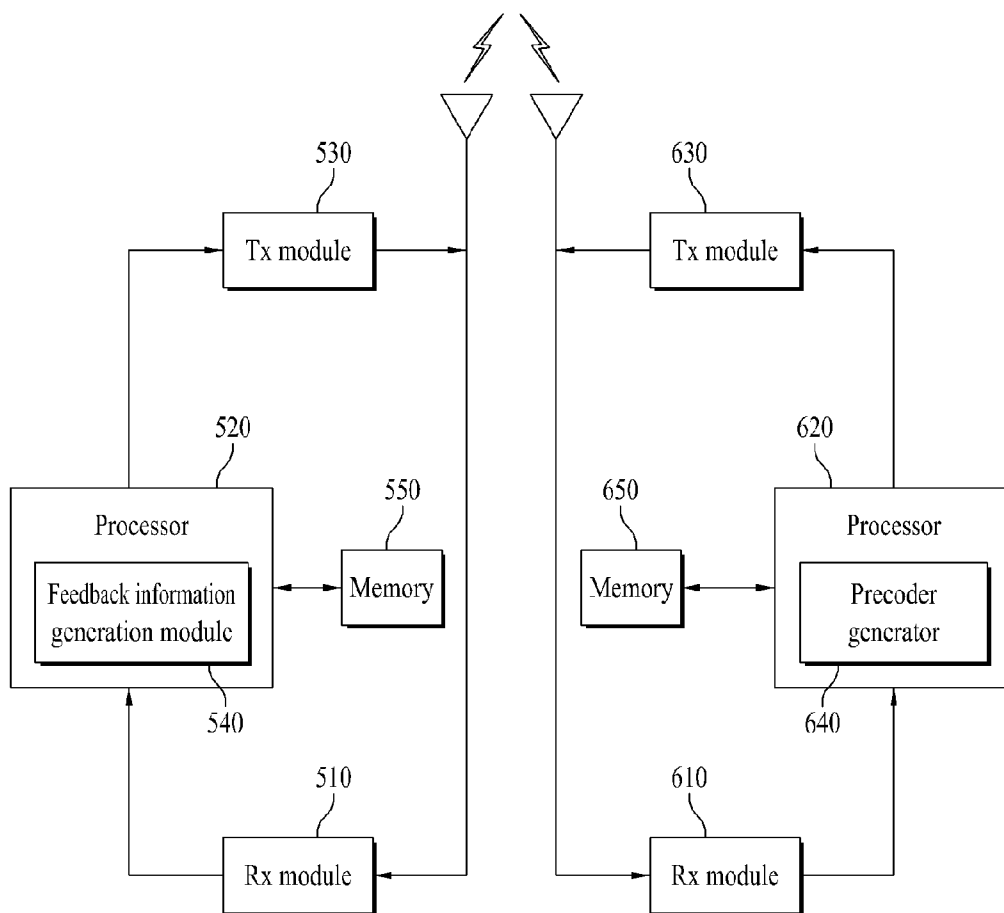 530
630
Tx module
Tx module
520
620
550
650
Processor
Processor
Memory
Memory
Feedback information
generation module
Precoder
generator
540
640
510
610
Rx module
Rx module